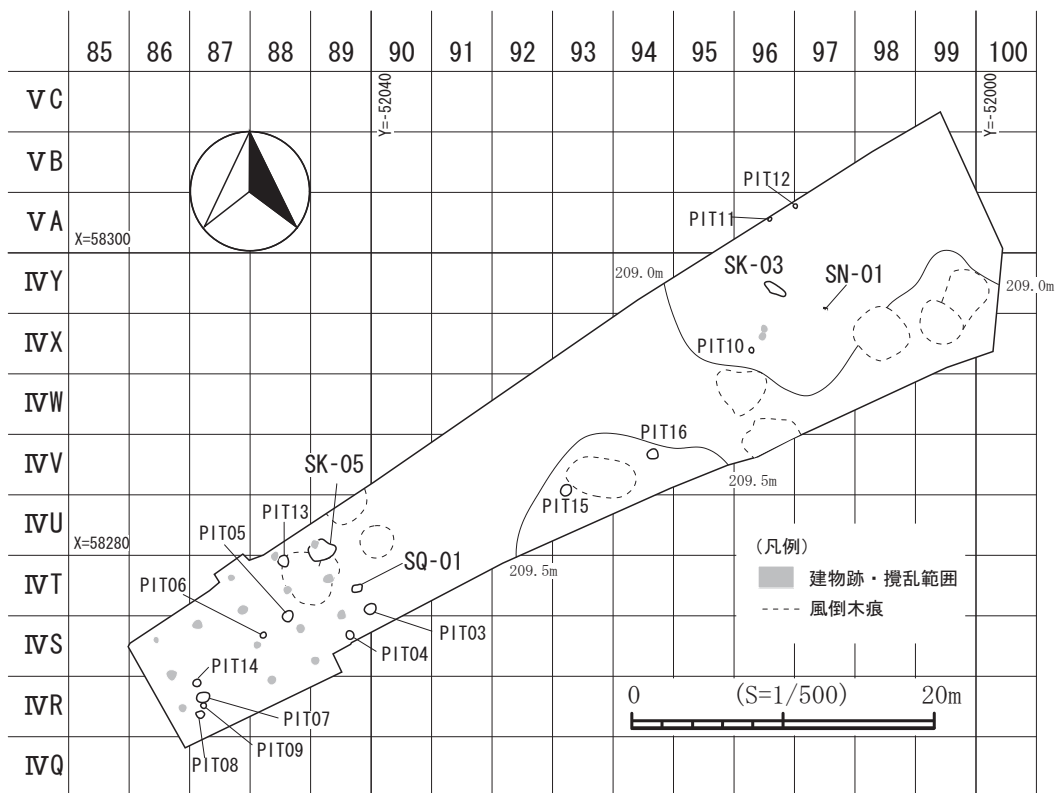 85 86 87 88 89 90 91 92 93 94 95 96 97 98 99 100
ⅤC
Y=-52040
Y=-52000
ⅤB
PIT12
ⅤA
PIT11
X=58300
ⅣY
209.0m
SK-03
SN-01
209.0m
ⅣX
PIT10
ⅣW
ⅣV
SK-05
PIT16
209.5m
PIT15
ⅣU
PIT13
PIT05
X=58280
SQ-01
209.5m
(凡例)
建物跡・攪乱範囲
風倒木痕
ⅣT
PIT06
PIT03
ⅣS
PIT04
PIT14
ⅣR
PIT07
0 (S=1/500) 20m
PIT09
PIT08
ⅣQ